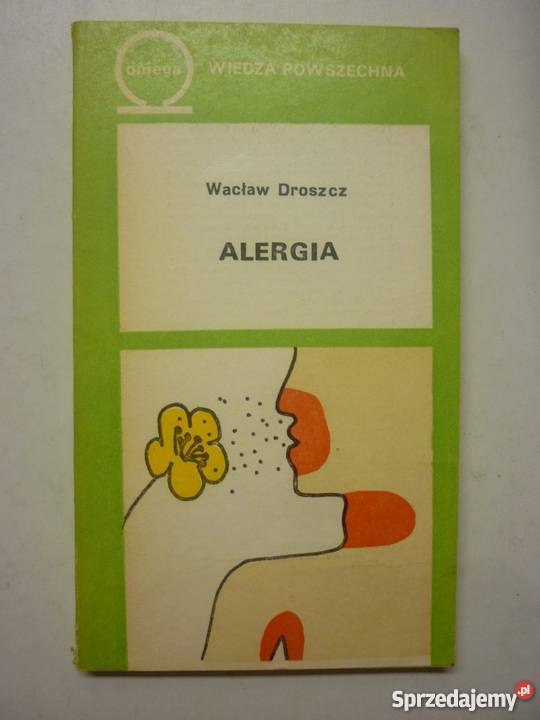 omega
WIEDZA POWSZECHNA
Wacław Droszcz
ALERGIA
Sprzedajemy.pl